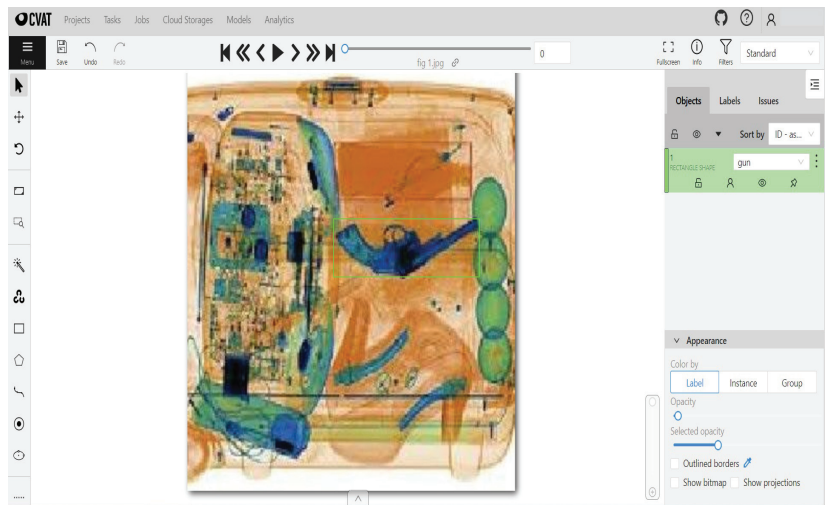 CVAT Projects Tasks Jobs Cloud Storages Models Analytics
Menu Save Undo Redo fig 1.jpg 0 Fullscreen Info Filters Standard
Objects Labels Issues
Sort by ID - as...
1 gun
RECTANGLE SHAPE
Appearance
Color by
Label Instance Group
Opacity
Selected opacity
Outlined borders
Show bitmap Show projections